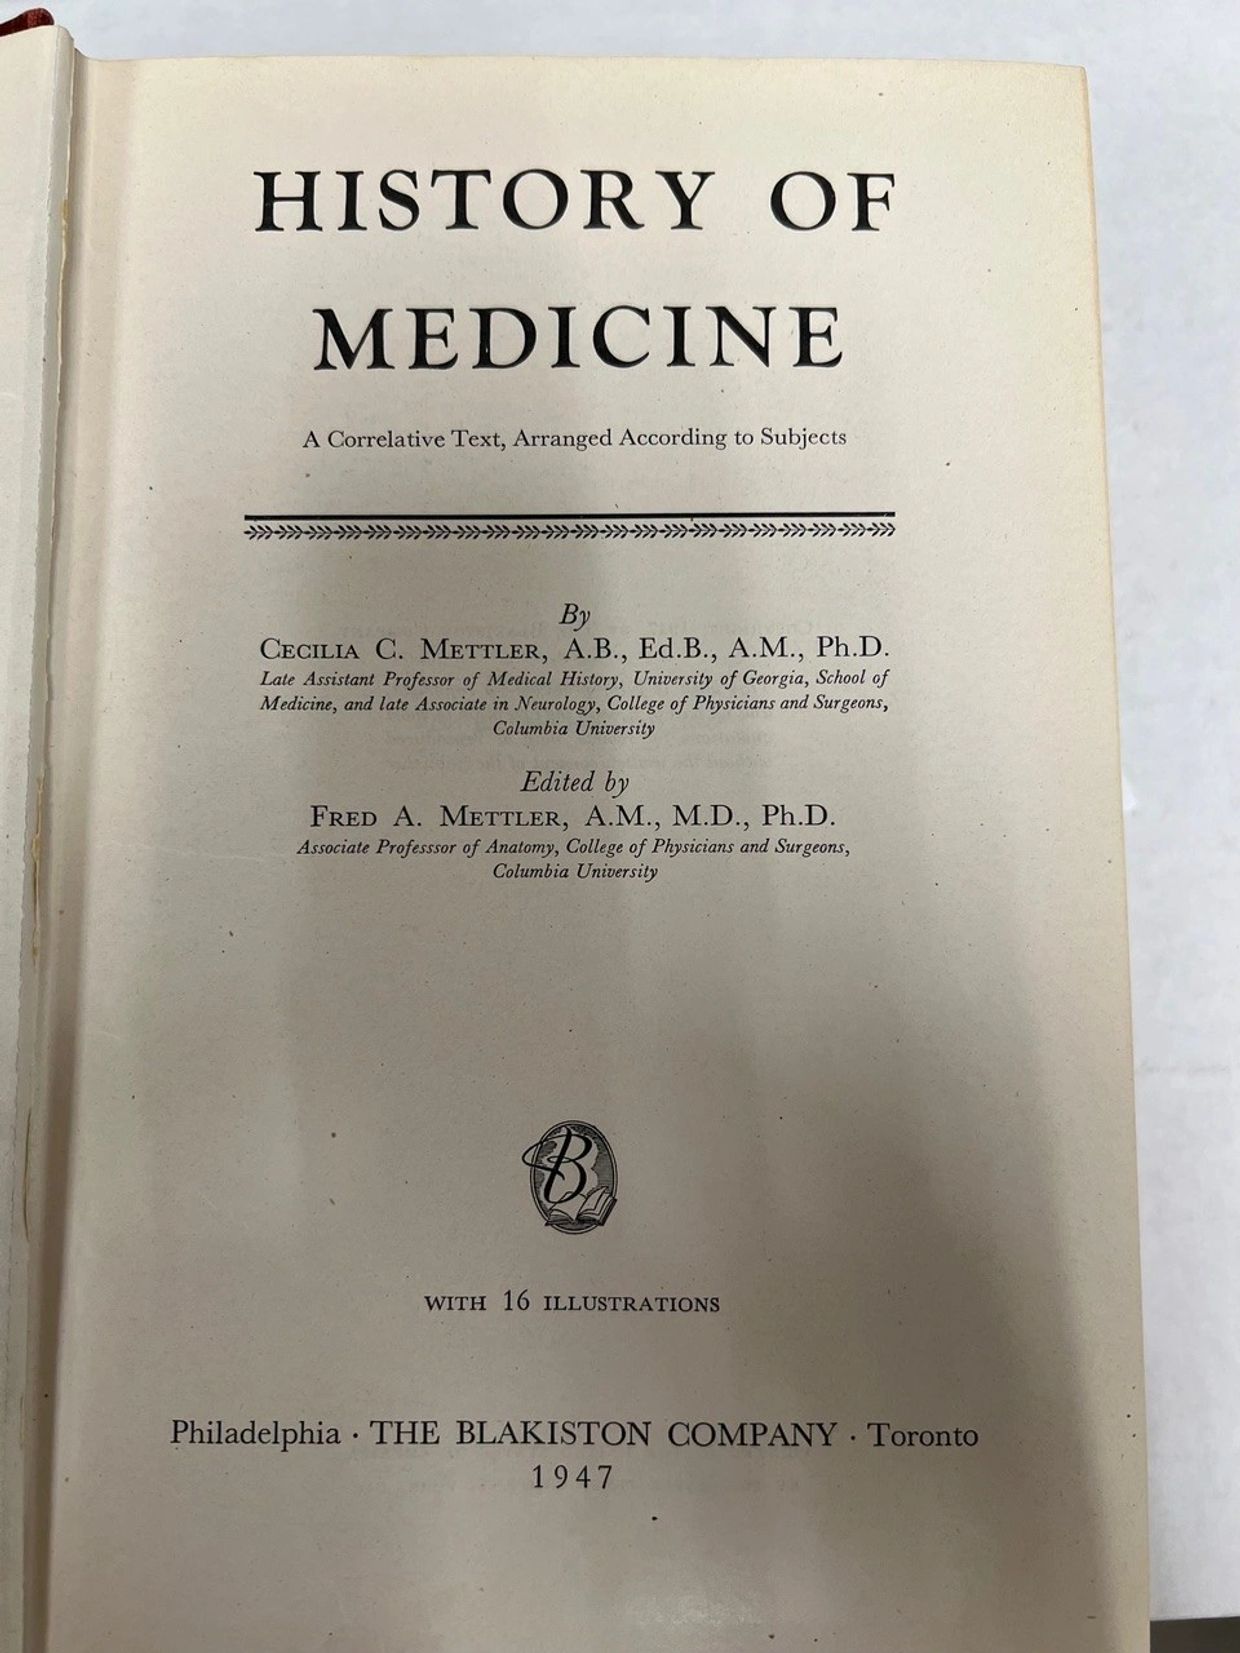 HISTORY OF
MEDICINE
A Correlative Text, Arranged According to Subjects
By
CECILIA C. METTLER, A.B., Ed.B., A.M., Ph.D.
Late Assistant Professor of Medical History, University of Georgia, School of
Medicine, and late Associate in Neurology, College of Physicians and Surgeons,
Columbia University
Edited by
FRED A. METTLER, A.M., M.D., Ph.D.
Associate Professsor of Anatomy, College of Physicians and Surgeons,
Columbia University
B
WITH 16 ILLUSTRATIONS
Philadelphia · THE BLAKISTON COMPANY · Toronto
1947